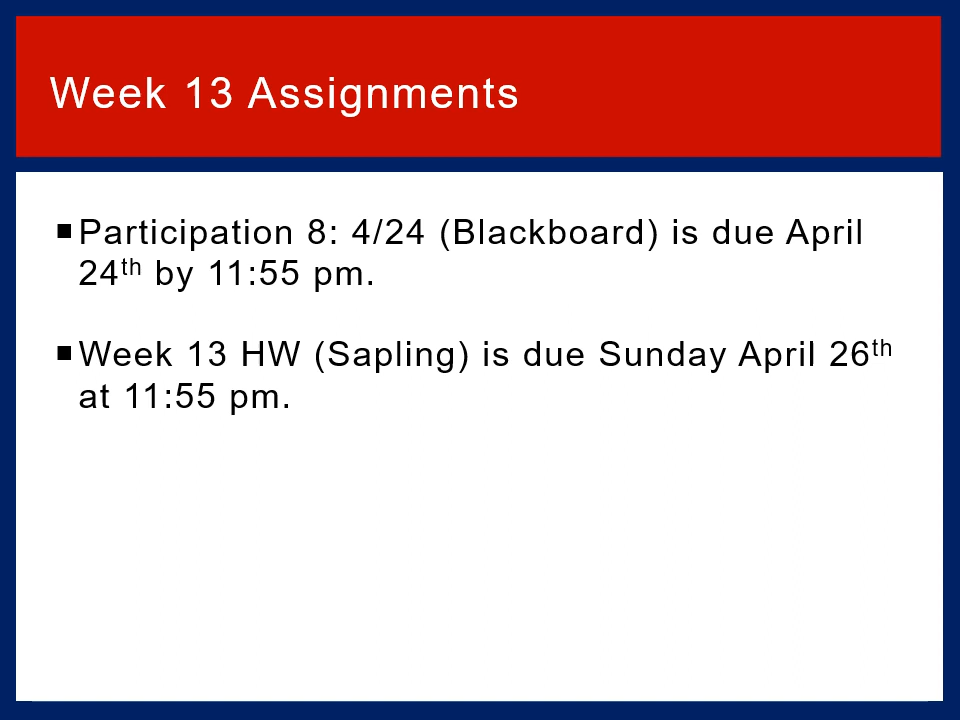 Week 13 Assignments
▪Participation 8: 4/24 (Blackboard) is due April
24th by 11:55 pm.
▪Week 13 HW (Sapling) is due Sunday April 26th
at 11:55 pm.